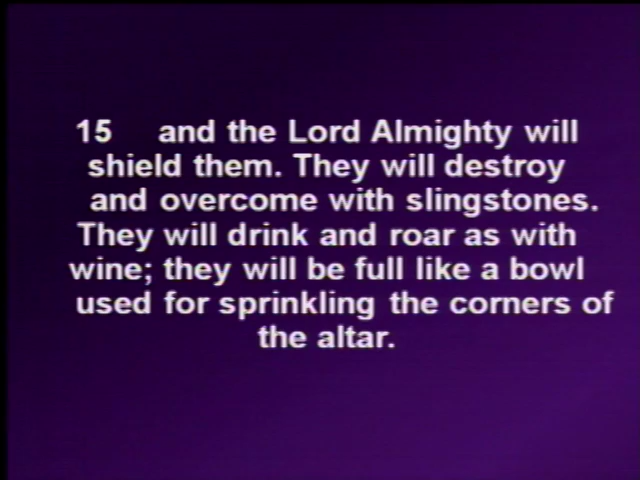 15 and the Lord Almighty will
shield them. They will destroy
and overcome with slingstones.
They will drink and roar as with
wine; they will be full like a bowl
used for sprinkling the corners of
the altar.